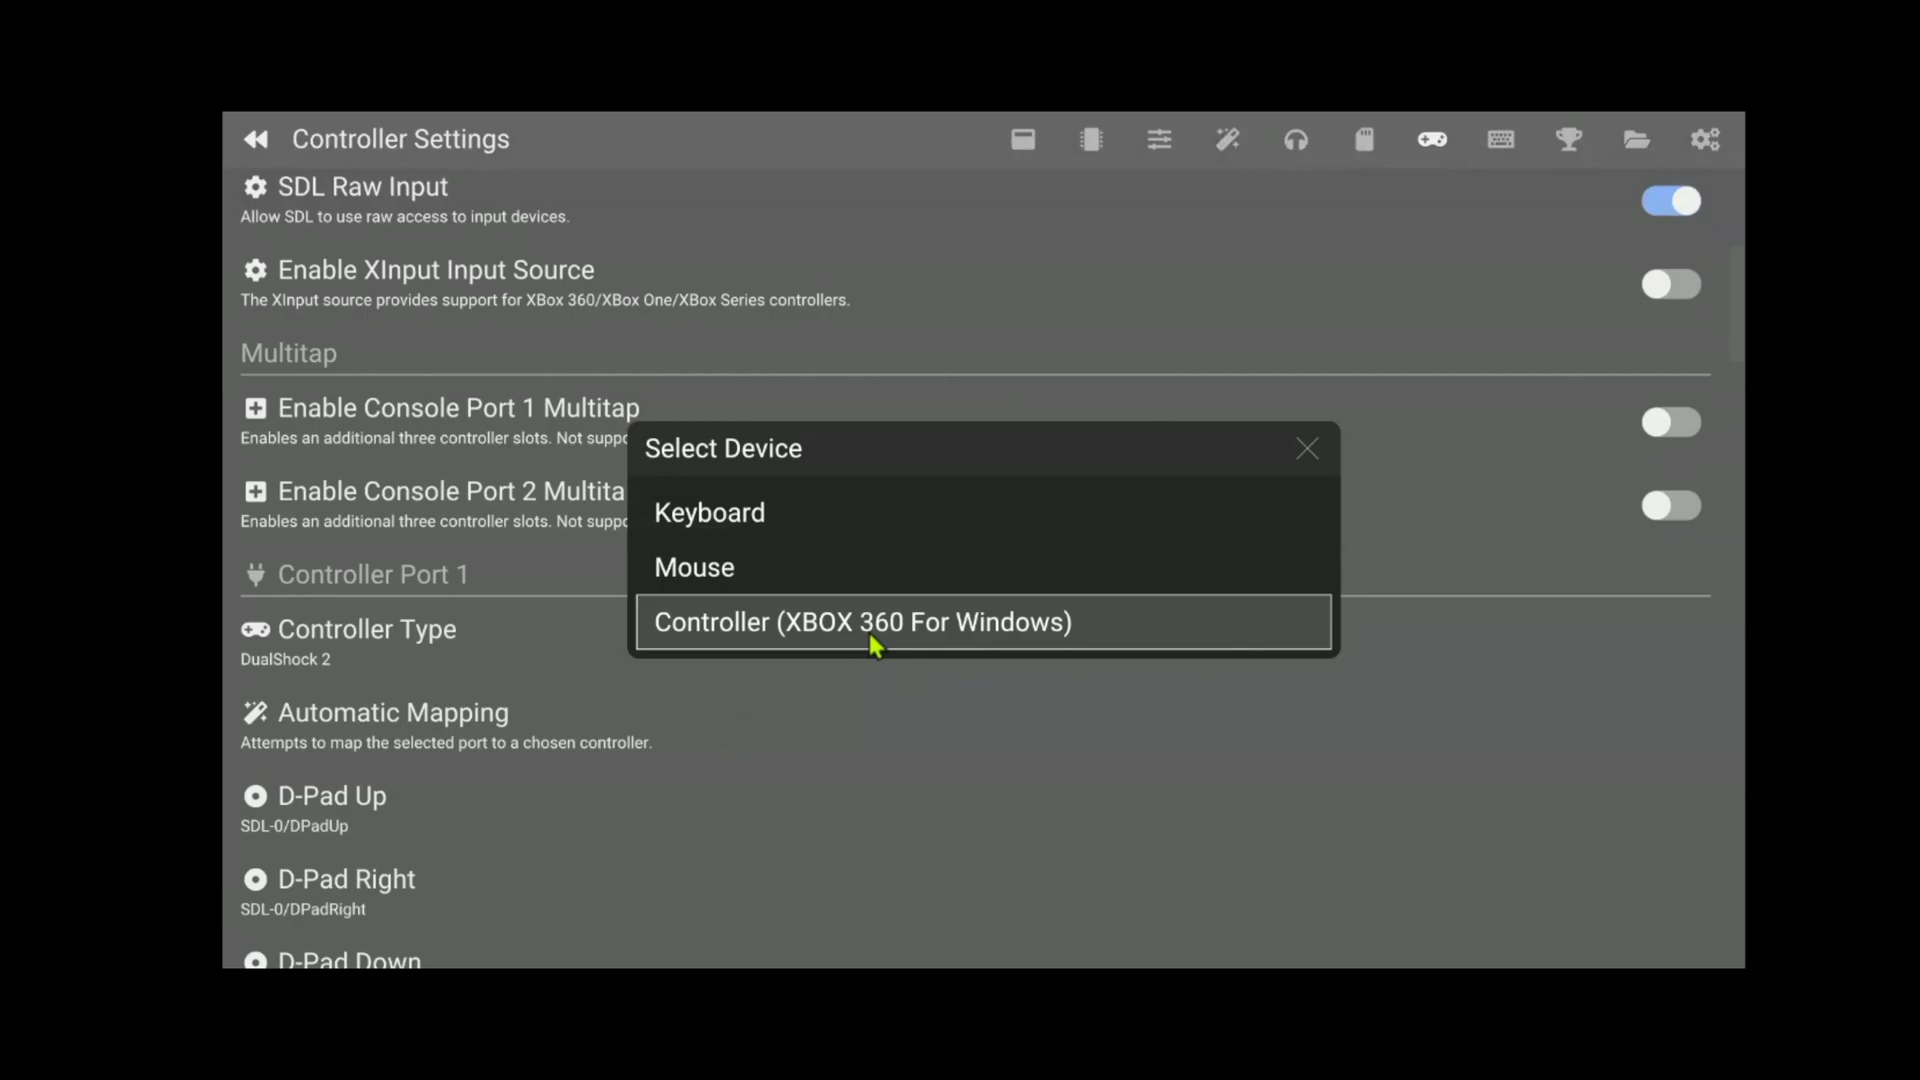 Controller Settings
SDL Raw Input
Allow SDL to use raw access to input devices.
Enable XInput Input Source
The XInput source provides support for XBox 360/XBox One/XBox Series controllers.
Multitap
Enable Console Port 1 Multitap
Enables an additional three controller slots. Not suppo
Enable Console Port 2 Multita
Enables an additional three controller slots. Not suppo
Select Device
Keyboard
Mouse
Controller (XBOX 360 For Windows)
Controller Port 1
Controller Type
DualShock 2
Automatic Mapping
Attempts to map the selected port to a chosen controller.
D-Pad Up
SDL-0/DPadUp
D-Pad Right
SDL-0/DPadRight
D-Pad Down